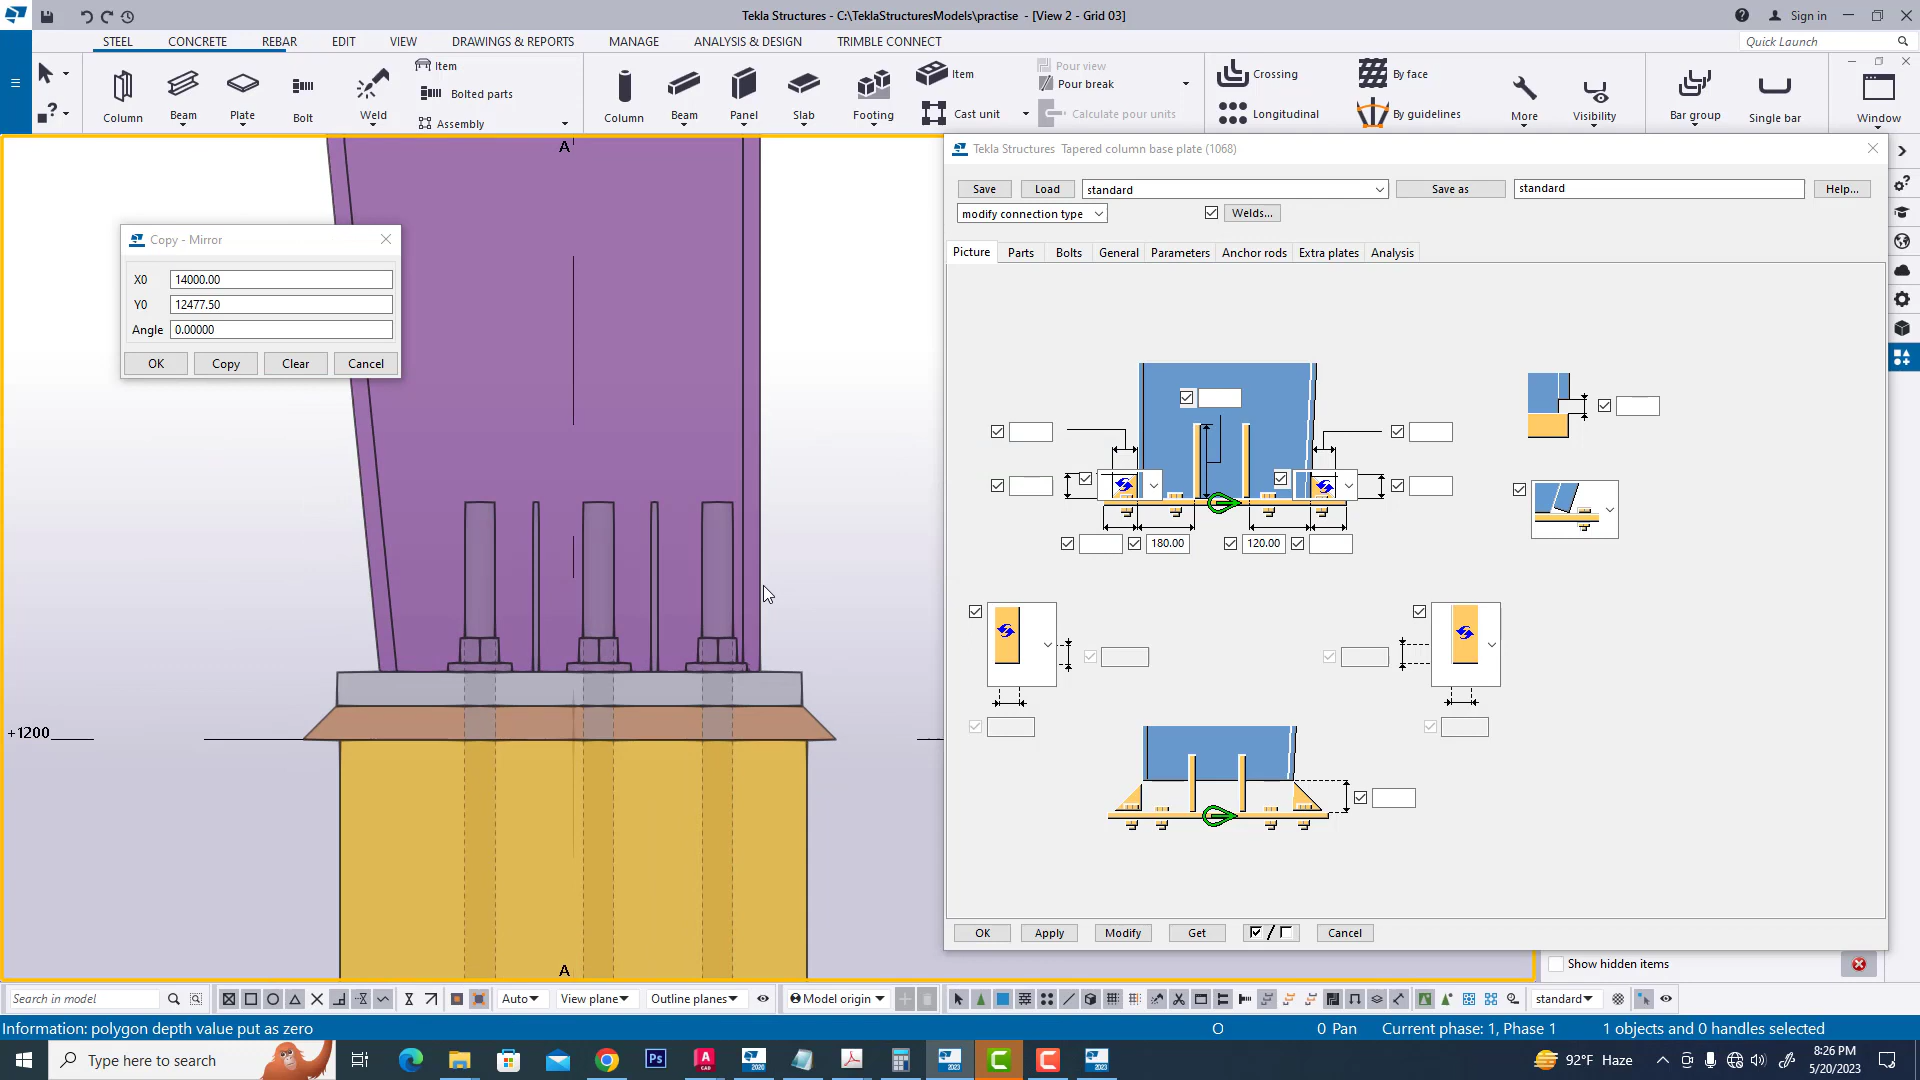 Tekla Structures - C:\TeklaStructuresModels\practise - [View 2 - Grid 03]
Sign in
STEEL CONCRETE REBAR EDIT VIEW DRAWINGS & REPORTS MANAGE ANALYSIS & DESIGN TRIMBLE CONNECT
Quick Launch
Column Beam Plate Bolt Weld
Item
Bolted parts
Assembly
Column Beam Panel Slab Footing
Item
Cast unit
Pour view
Pour break
Calculate pour units
Crossing
Longitudinal
By face
By guidelines
More
Visibility
Bar group
Single bar
Window
A
Copy - Mirror
X0 14000.00
Y0 12477.50
Angle 0.00000
OK Copy Clear Cancel
+1200
A
Tekla Structures Tapered column base plate (1068)
Save Load standard Save as standard Help...
modify connection type Welds...
Picture Parts Bolts General Parameters Anchor rods Extra plates Analysis
180.00 120.00
OK Apply Modify Get / Cancel
Show hidden items
Search in model Auto View plane Outline planes Model origin standard
Information: polygon depth value put as zero O 0 Pan Current phase: 1, Phase 1 1 objects and 0 handles selected
Type here to search
Ps
A
CAD
2020
2023
2023
92°F Haze
8:26 PM
5/20/2023